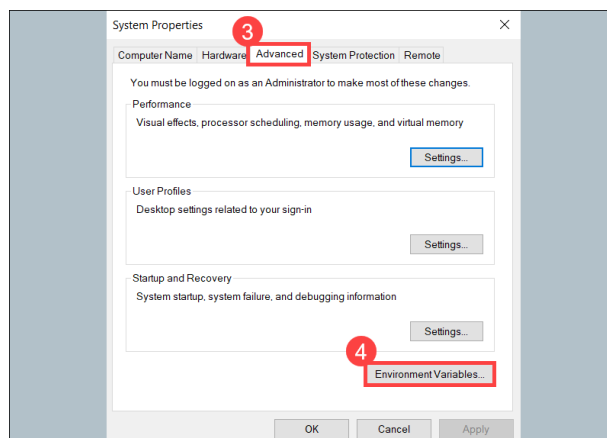 System Properties
3
Computer Name Hardware Advanced System Protection Remote
You must be logged on as an Administrator to make most of these changes.
Performance
Visual effects, processor scheduling, memory usage, and virtual memory
Settings...
User Profiles
Desktop settings related to your sign-in
Settings...
Startup and Recovery
System startup, system failure, and debugging information
Settings...
4
Environment Variables...
OK Cancel Apply